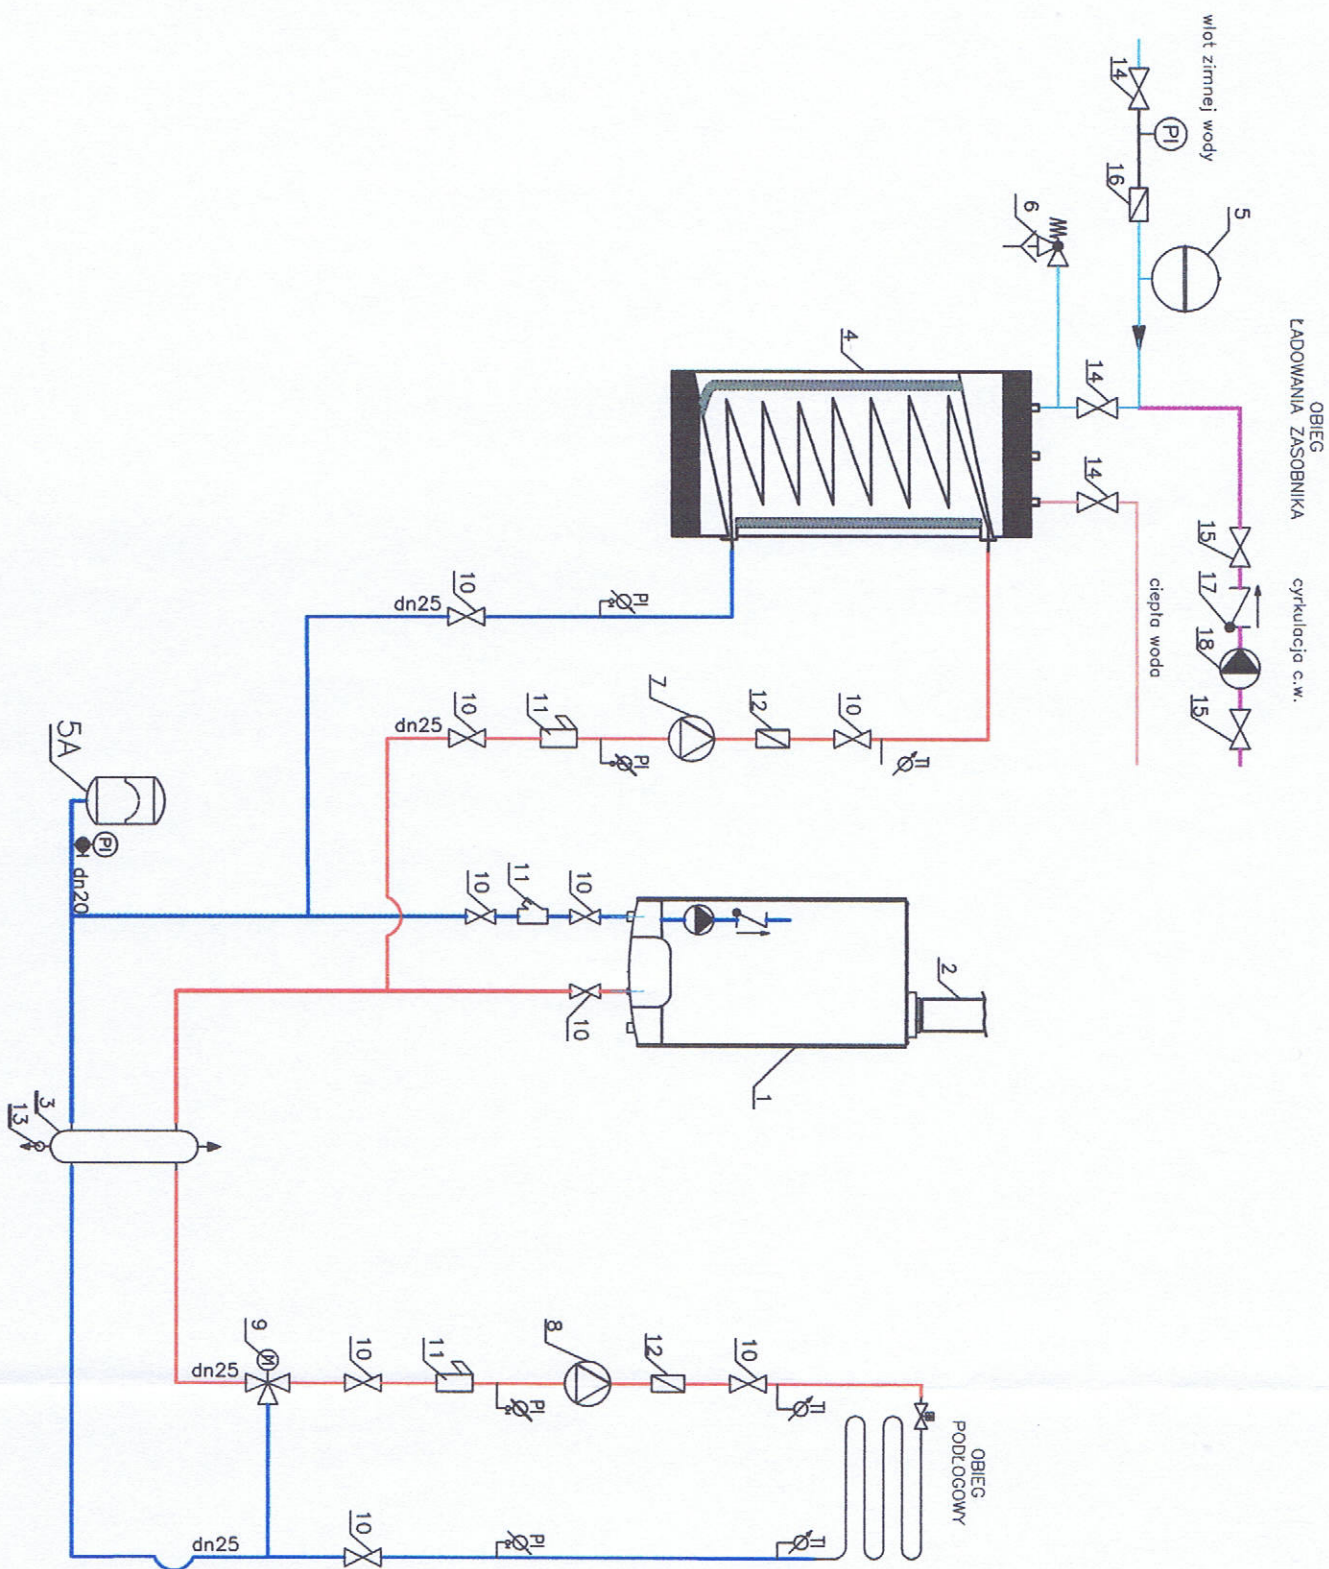 OBIEG
ŁADOWANIA ZASOBNIKA
cyrkulacja c.w.
wlot zimnej wody
5
15
17
18
15
PI
ciepła woda
14
16
14
14
6
OBIEG
PODŁOGOWY
2
TI
4
10
TI
TI
1
12
10
7
12
PI
PI
10
10
8
11
PI
PI
11
10
10
10
11
dn25
dn25
10
10
9
M
dn25
dn25
PI
dn20
5A
3
13